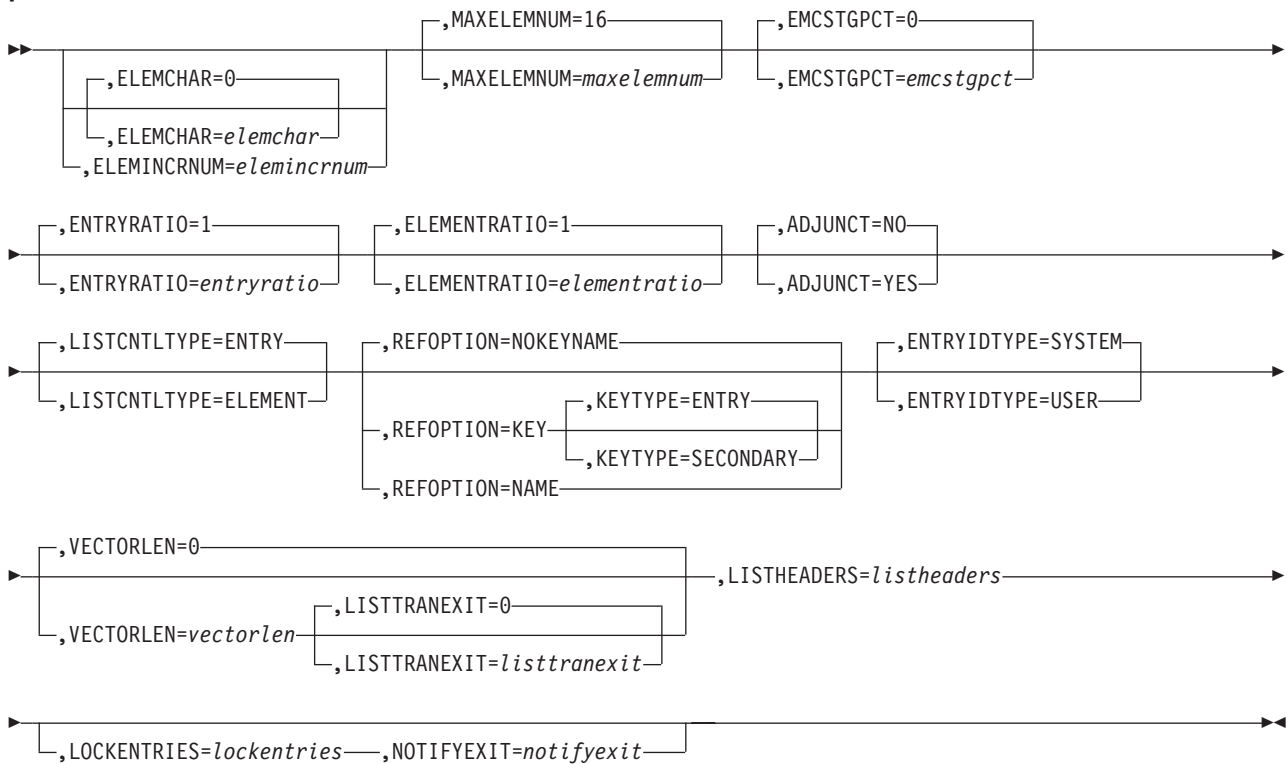 ,MAXELEMNUM=16 ,EMCSTGPCT=0
,ELEMCHAR=0 ,MAXELEMNUM=maxelemnum ,EMCSTGPCT=emcstgpct
,ELEMCHAR=elemchar
,ELEMINCRNUM=elemincrnum
,ENTRYRATIO=1 ,ELEMENTRATIO=1 ,ADJUNCT=NO
,ENTRYRATIO=entryratio ,ELEMENTRATIO=elementratio ,ADJUNCT=YES
,LISTCNTLTYPE=ENTRY ,REFOPTION=NOKEYNAME ,ENTRYIDTYPE=SYSTEM
,LISTCNTLTYPE=ELEMENT ,KEYTYPE=ENTRY ,ENTRYIDTYPE=USER
,REFOPTION=KEY
,KEYTYPE=SECONDARY
,REFOPTION=NAME
,VECTORLEN=0
,LISTHEADERS=listheaders
,LISTTRANEXIT=0
,VECTORLEN=vectorlen
,LISTTRANEXIT=listtranexit
,LOCKENTRIES=lockentries ,NOTIFYEXIT=notifyexit